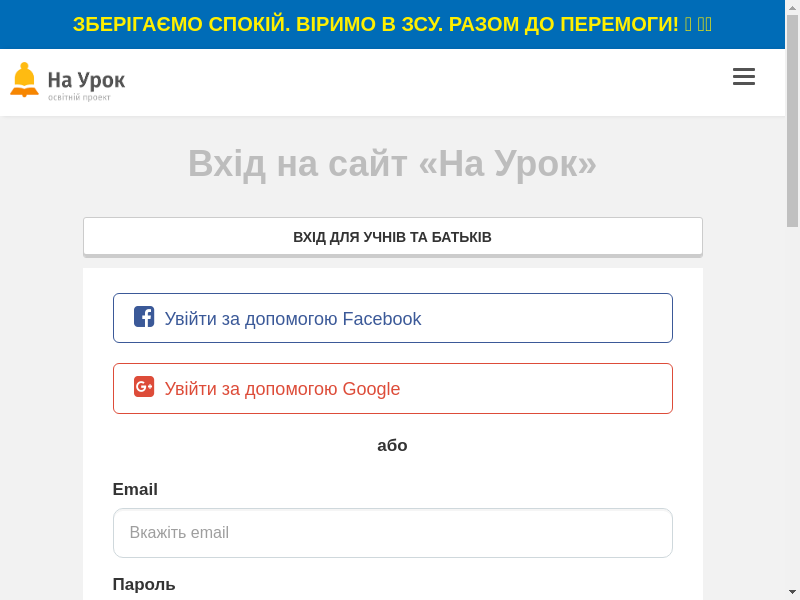 ЗБЕРІГАЄМО СПОКІЙ. ВІРИМО В ЗСУ. РАЗОМ ДО ПЕРЕМОГИ!
На Урок
освітній проект
Вхід на сайт «На Урок»
ВХІД ДЛЯ УЧНІВ ТА БАТЬКІВ
Увійти за допомогою Facebook
Увійти за допомогою Google
або
Email
Вкажіть email
Пароль